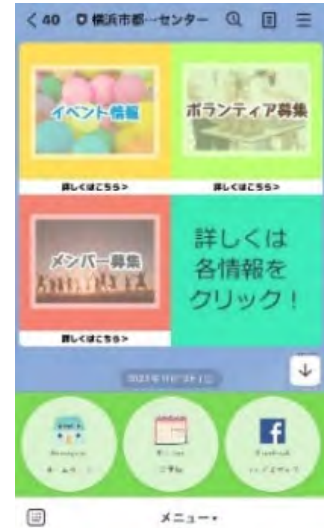 40 横浜市都…センター
イベント情報
ボランティア募集
詳しくはこちら>
詳しくはこちら>
メンバー募集
詳しくは
各情報を
クリック!
詳しくはこちら>
メニュー